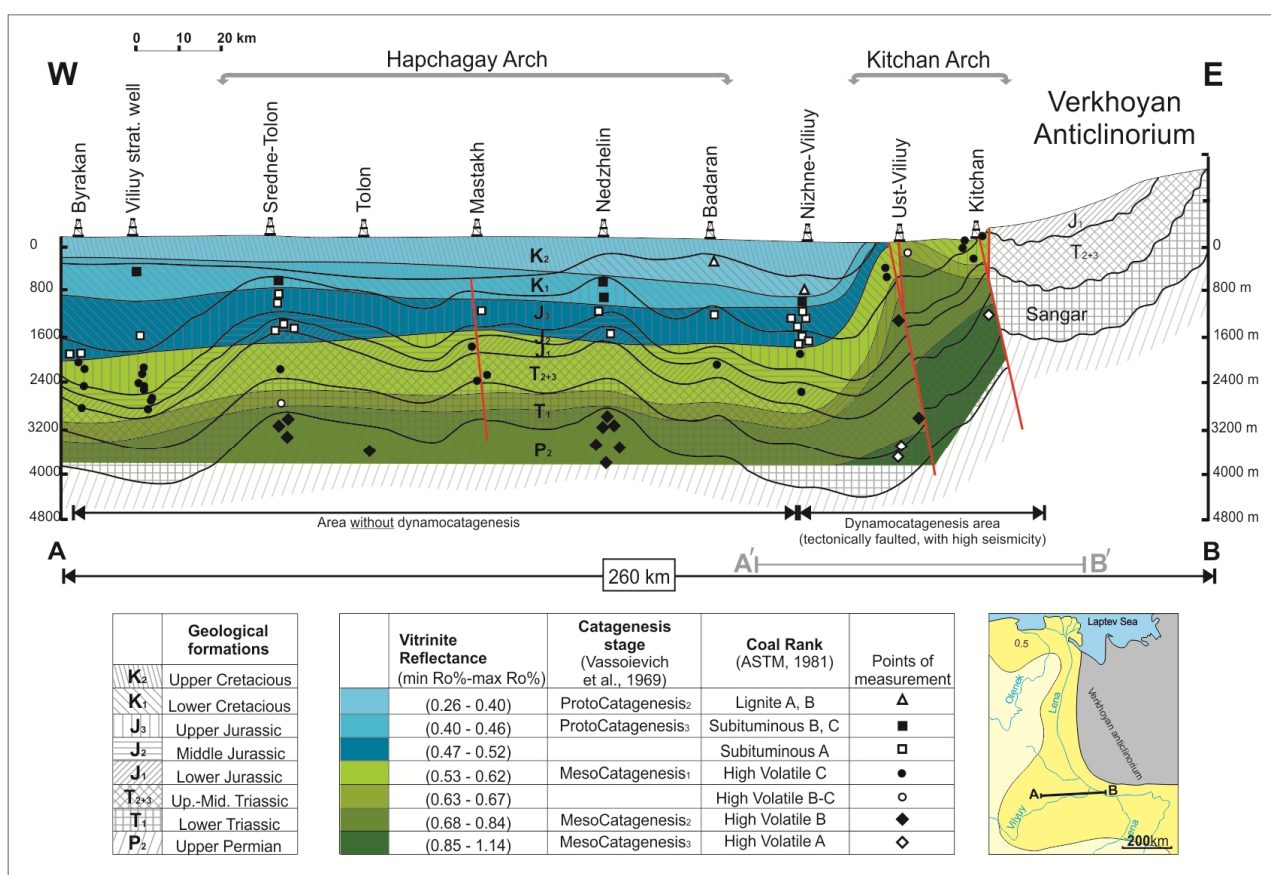 0 10 20 km
Hapchagay Arch
Kitchan Arch
W
E
Verkhoyan
Anticlinorium
Byrakan
Viliuy strat. well
Sredne-Tolon
Tolon
Mastakh
Nedzhelin
Badaran
Nizhne-Viliuy
Ust-Viliuy
Kitchan
0
800
1600
2400
3200
4000
4800
K2
K1
J3
J2
J1
T2+3
T1
P2
J1
T2+3
Sangar
0
800 m
1600 m
2400 m
3200 m
4000 m
4800 m
Area without dynamocatagenesis
Dynamocatagenesis area
(tectonically faulted, with high seismicity)
A
A′
B′
B
260 km
Geological
formations
K2 Upper Cretacious
K1 Lower Cretacious
J3 Upper Jurassic
J2 Middle Jurassic
J1 Lower Jurassic
T2+3 Up.-Mid. Triassic
T1 Lower Triassic
P2 Upper Permian
Vitrinite
Reflectance
(min Ro%-max Ro%)
Catagenesis
stage
(Vassoievich
et al., 1969)
Coal Rank
(ASTM, 1981)
Points of
measurement
(0.26 - 0.40) ProtoCatagenesis2 Lignite A, B
(0.40 - 0.46) ProtoCatagenesis3 Subituminous B, C
(0.47 - 0.52) Subituminous A
(0.53 - 0.62) MesoCatagenesis1 High Volatile C
(0.63 - 0.67) High Volatile B-C
(0.68 - 0.84) MesoCatagenesis2 High Volatile B
(0.85 - 1.14) MesoCatagenesis3 High Volatile A
Laptev Sea
0.5
Olenek
Lena
Verkhoyan anticlinorium
A
B
Vilyuy
Lena
200km